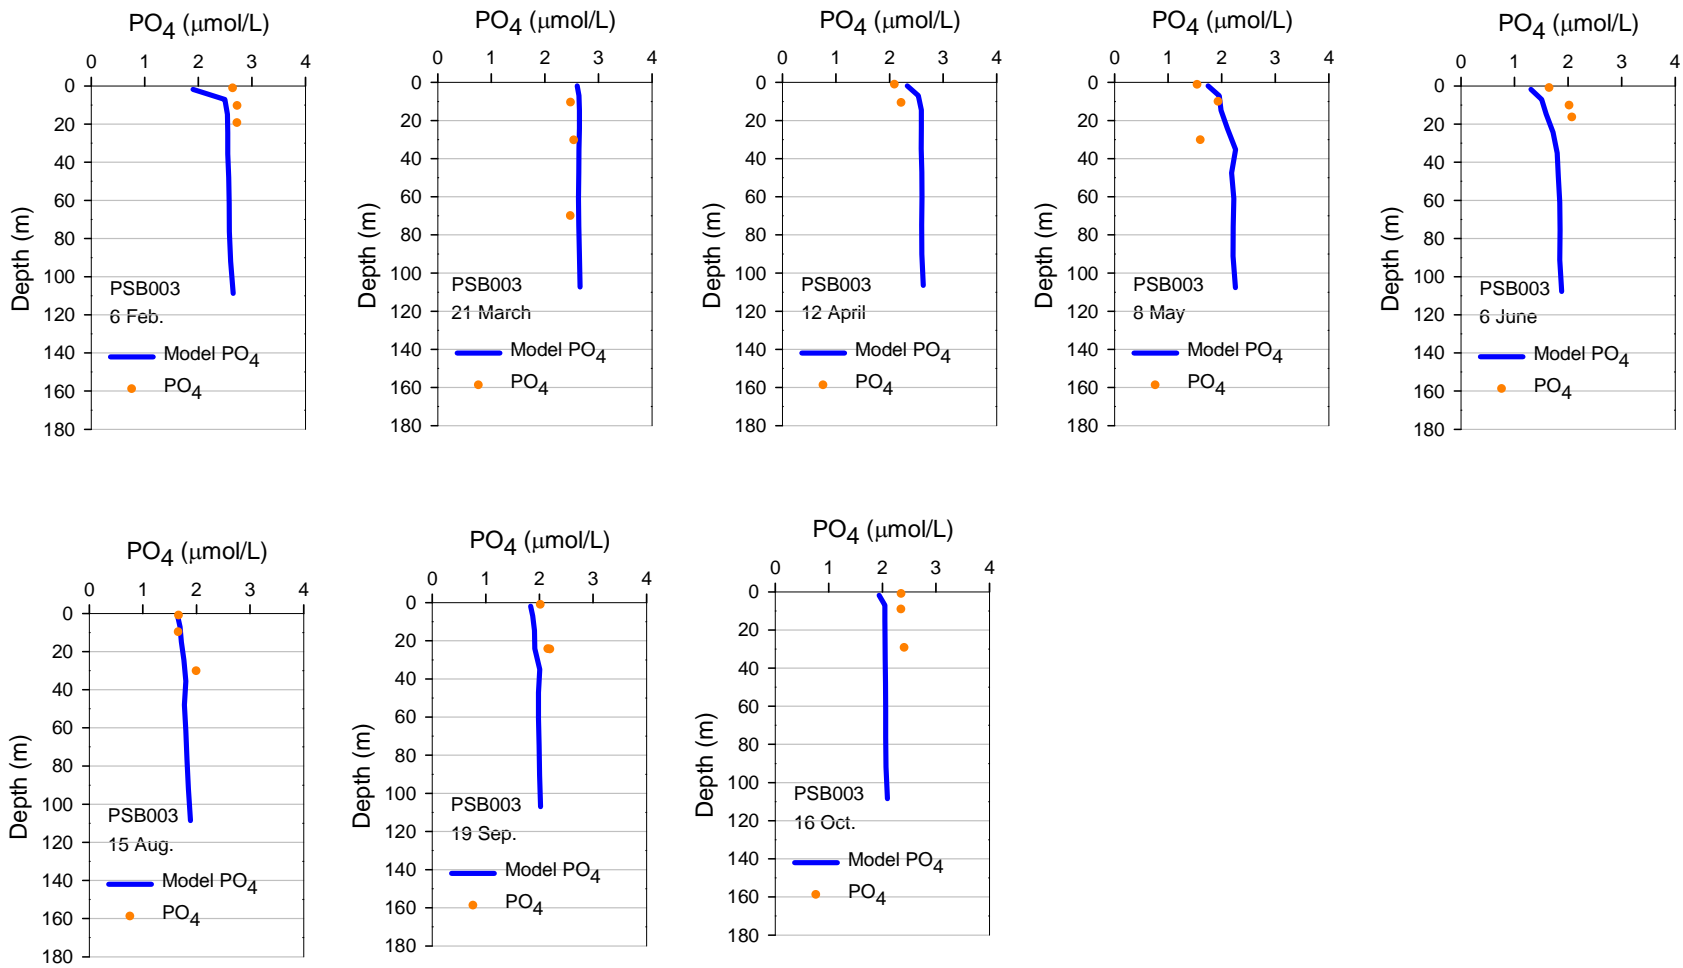 PO4 (μmol/L)
0 1 2 3 4
0
20
40
60
80
100
120
140
160
180
Depth (m)
PSB003
6 Feb.
Model PO4
PO4
PO4 (μmol/L)
0 1 2 3 4
0
20
40
60
80
100
120
140
160
180
Depth (m)
PSB003
21 March
Model PO4
PO4
PO4 (μmol/L)
0 1 2 3 4
0
20
40
60
80
100
120
140
160
180
Depth (m)
PSB003
12 April
Model PO4
PO4
PO4 (μmol/L)
0 1 2 3 4
0
20
40
60
80
100
120
140
160
180
Depth (m)
PSB003
8 May
Model PO4
PO4
PO4 (μmol/L)
0 1 2 3 4
0
20
40
60
80
100
120
140
160
180
Depth (m)
PSB003
6 June
Model PO4
PO4
PO4 (μmol/L)
0 1 2 3 4
0
20
40
60
80
100
120
140
160
180
Depth (m)
PSB003
15 Aug.
Model PO4
PO4
PO4 (μmol/L)
0 1 2 3 4
0
20
40
60
80
100
120
140
160
180
Depth (m)
PSB003
19 Sep.
Model PO4
PO4
PO4 (μmol/L)
0 1 2 3 4
0
20
40
60
80
100
120
140
160
180
Depth (m)
PSB003
16 Oct.
Model PO4
PO4